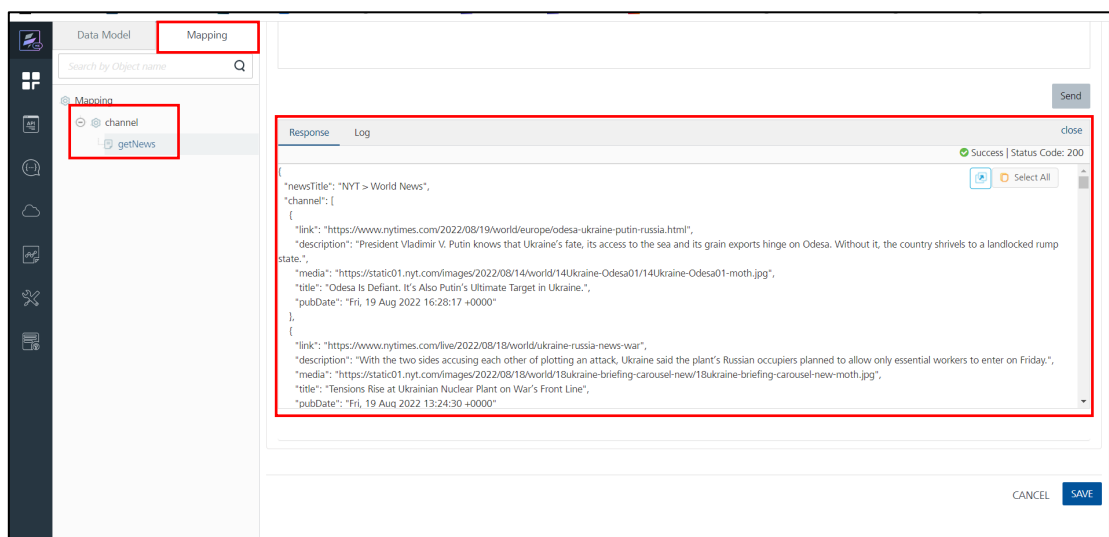 Data Model
Mapping
Search by Object name
Mapping
channel
getNews
API
Send
Response
Log
close
Success | Status Code: 200
Select All
{
"newsTitle": "NYT > World News",
"channel": [
{
"link": "https://www.nytimes.com/2022/08/19/world/europe/odesa-ukraine-putin-russia.html",
"description": "President Vladimir V. Putin knows that Ukraine's fate, its access to the sea and its grain exports hinge on Odesa. Without it, the country shrivels to a landlocked rump
state.",
"media": "https://static01.nyt.com/images/2022/08/14/world/14Ukraine-Odesa01/14Ukraine-Odesa01-moth.jpg",
"title": "Odesa Is Defiant. It's Also Putin's Ultimate Target in Ukraine.",
"pubDate": "Fri, 19 Aug 2022 16:28:17 +0000"
},
{
"link": "https://www.nytimes.com/live/2022/08/18/world/ukraine-russia-news-war",
"description": "With the two sides accusing each other of plotting an attack, Ukraine said the plant's Russian occupiers planned to allow only essential workers to enter on Friday.",
"media": "https://static01.nyt.com/images/2022/08/18/world/18ukraine-briefing-carousel-new/18ukraine-briefing-carousel-new-moth.jpg",
"title": "Tensions Rise at Ukrainian Nuclear Plant on War's Front Line",
"pubDate": "Fri, 19 Aug 2022 13:24:30 +0000"
CANCEL
SAVE